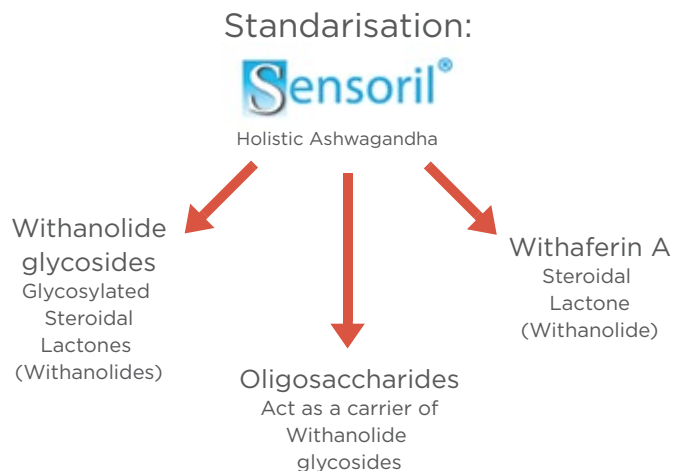 Standarisation:
Sensoril®
Holistic Ashwagandha
Withanolide
glycosides
Glycosylated
Steroidal
Lactones
(Withanolides)
Oligosaccharides
Act as a carrier of
Withanolide
glycosides
Withaferin A
Steroidal
Lactone
(Withanolide)